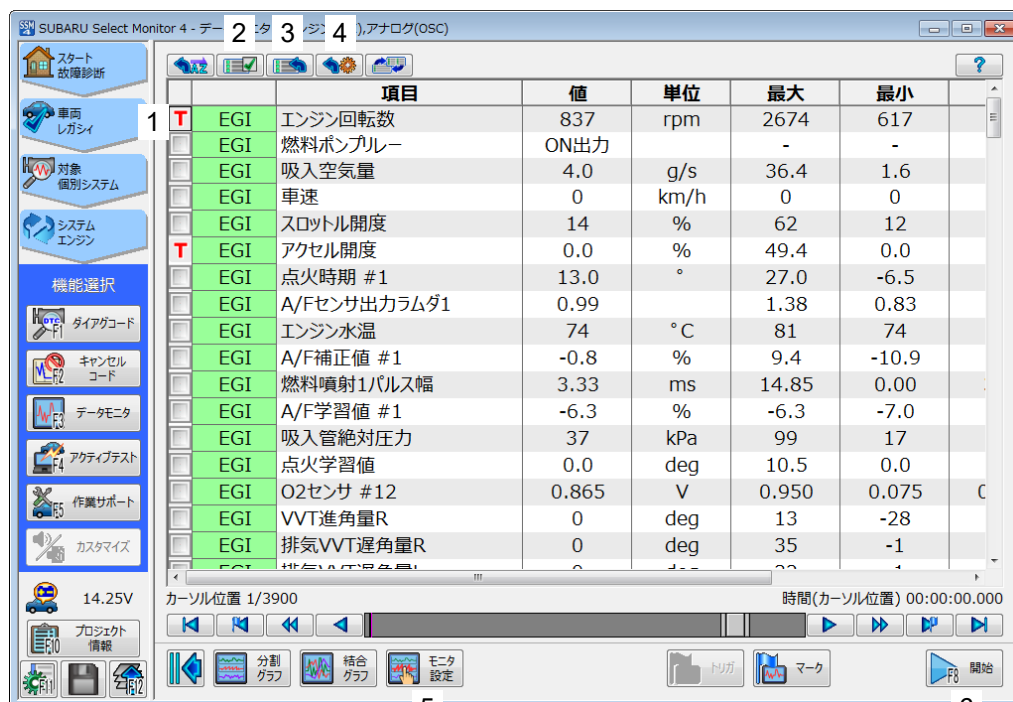 SUBARU Select Monitor 4 - データモニタ(エンジン(),アナログ(OSC)
2 3 4
スタート
故障診断
車両
レガシィ
対象
個別システム
システム
エンジン
機能選択
DTC F1 ダイアグコード
F2 キャンセル
コード
F3 データモニタ
F4 アクティブテスト
F5 作業サポート
カスタマイズ
14.25V
F10 プロジェクト
情報
F11 F12
AZ ?
項目 値 単位 最大 最小
1 T EGI エンジン回転数 837 rpm 2674 617
EGI 燃料ポンプリレー ON出力 - -
EGI 吸入空気量 4.0 g/s 36.4 1.6
EGI 車速 0 km/h 0 0
EGI スロットル開度 14 % 62 12
T EGI アクセル開度 0.0 % 49.4 0.0
EGI 点火時期 #1 13.0 ° 27.0 -6.5
EGI A/Fセンサ出力ラムダ1 0.99 1.38 0.83
EGI エンジン水温 74 °C 81 74
EGI A/F補正値 #1 -0.8 % 9.4 -10.9
EGI 燃料噴射1パルス幅 3.33 ms 14.85 0.00
EGI A/F学習値 #1 -6.3 % -6.3 -7.0
EGI 吸入管絶対圧力 37 kPa 99 17
EGI 点火学習値 0.0 deg 10.5 0.0
EGI O2センサ #12 0.865 V 0.950 0.075
EGI VVT進角量R 0 deg 13 -28
EGI 排気VVT遅角量R 0 deg 35 -1
カーソル位置 1/3900 時間(カーソル位置) 00:00:00.000
分割
グラフ
結合
グラフ
モニタ
設定
トリガ
マーク
F8 開始
5